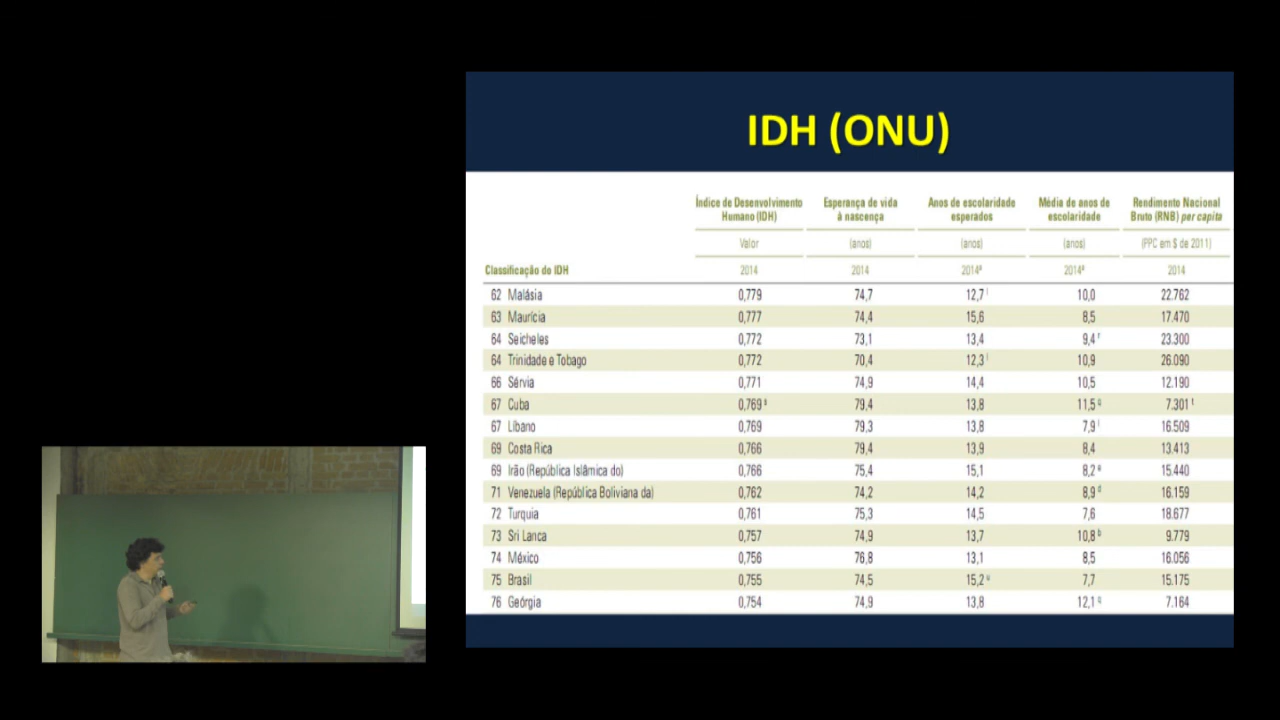 IDH (ONU)
Índice de Desenvolvimento Humano (IDH) Esperança de vida à nascença Anos de escolaridade esperados Média de anos de escolaridade Rendimento Nacional Bruto (RNB) per capita
Valor (anos) (anos) (anos) (PPC em $ de 2011)
Classificação do IDH 2014 2014 2014ª 2014ª 2014
62 Malásia 0,779 74,7 12,7 10,0 22.762
63 Maurícia 0,777 74,4 15,6 8,5 17.470
64 Seicheles 0,772 73,1 13,4 9,4 23.300
64 Trinidade e Tobago 0,772 70,4 12,3 10,9 26.090
66 Sérvia 0,771 74,9 14,4 10,5 12.190
67 Cuba 0,769 79,4 13,8 11,5 7.301
67 Líbano 0,769 79,3 13,8 7,9 16.509
69 Costa Rica 0,766 79,4 13,9 8,4 13.413
69 Irão (República Islâmica do) 0,766 75,4 15,1 8,2 15.440
71 Venezuela (República Boliviana da) 0,762 74,2 14,2 8,9 16.159
72 Turquia 0,761 75,3 14,5 7,6 18.677
73 Sri Lanca 0,757 74,9 13,7 10,8 9.779
74 México 0,756 76,8 13,1 8,5 16.056
75 Brasil 0,755 74,5 15,2 7,7 15.175
76 Geórgia 0,754 74,9 13,8 12,1 7.164